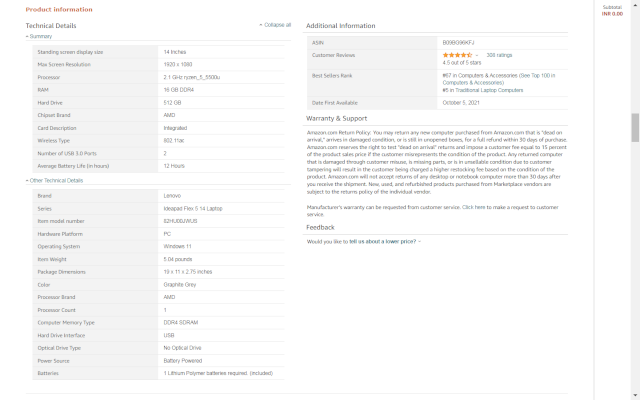 Product information
Subtotal
INR 0.00
Technical Details
Collapse all
Summary
Standing screen display size 14 Inches
Max Screen Resolution 1920 x 1080
Processor 2.1 GHz ryzen_5_5500u
RAM 16 GB DDR4
Hard Drive 512 GB
Chipset Brand AMD
Card Description Integrated
Wireless Type 802.11ac
Number of USB 3.0 Ports 2
Average Battery Life (in hours) 12 Hours
Other Technical Details
Brand Lenovo
Series Ideapad Flex 5 14 Laptop
Item model number 82HU00JWUS
Hardware Platform PC
Operating System Windows 11
Item Weight 5.04 pounds
Package Dimensions 19 x 11 x 2.75 inches
Color Graphite Grey
Processor Brand AMD
Processor Count 1
Computer Memory Type DDR4 SDRAM
Hard Drive Interface USB
Optical Drive Type No Optical Drive
Power Source Battery Powered
Batteries 1 Lithium Polymer batteries required. (included)
Additional Information
ASIN
Customer Reviews 306 ratings
4.5 out of 5 stars
Best Sellers Rank #87 in Computers & Accessories (See Top 100 in
Computers & Accessories)
#5 in Traditional Laptop Computers
Date First Available October 5, 2021
Warranty & Support
Amazon.com Return Policy: You may return any new computer purchased from Amazon.com that is "dead on
arrival," arrives in damaged condition, or is still in unopened boxes, for a full refund within 30 days of purchase.
Amazon.com reserves the right to test "dead on arrival" returns and impose a customer fee equal to 15 percent
of the product sales price if the customer misrepresents the condition of the product. Any returned computer
that is damaged through customer misuse, is missing parts, or is in unsellable condition due to customer
tampering will result in the customer being charged a higher restocking fee based on the condition of the
product. Amazon.com will not accept returns of any desktop or notebook computer more than 30 days after
you receive the shipment. New, used, and refurbished products purchased from Marketplace vendors are
subject to the returns policy of the individual vendor.
Manufacturer's warranty can be requested from customer service. Click here to make a request to customer
service.
Feedback
Would you like to tell us about a lower price?